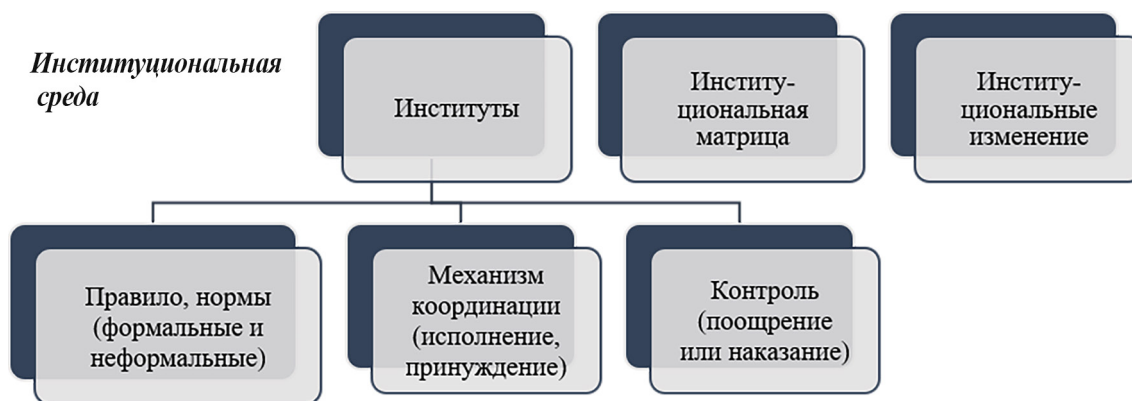 Институциональная
среда
Институты
Институ-
циональная
матрица
Институ-
циональные
изменение
Правило, нормы
(формальные и
неформальные)
Механизм
координации
(исполнение,
принуждение)
Контроль
(поощрение
или наказание)